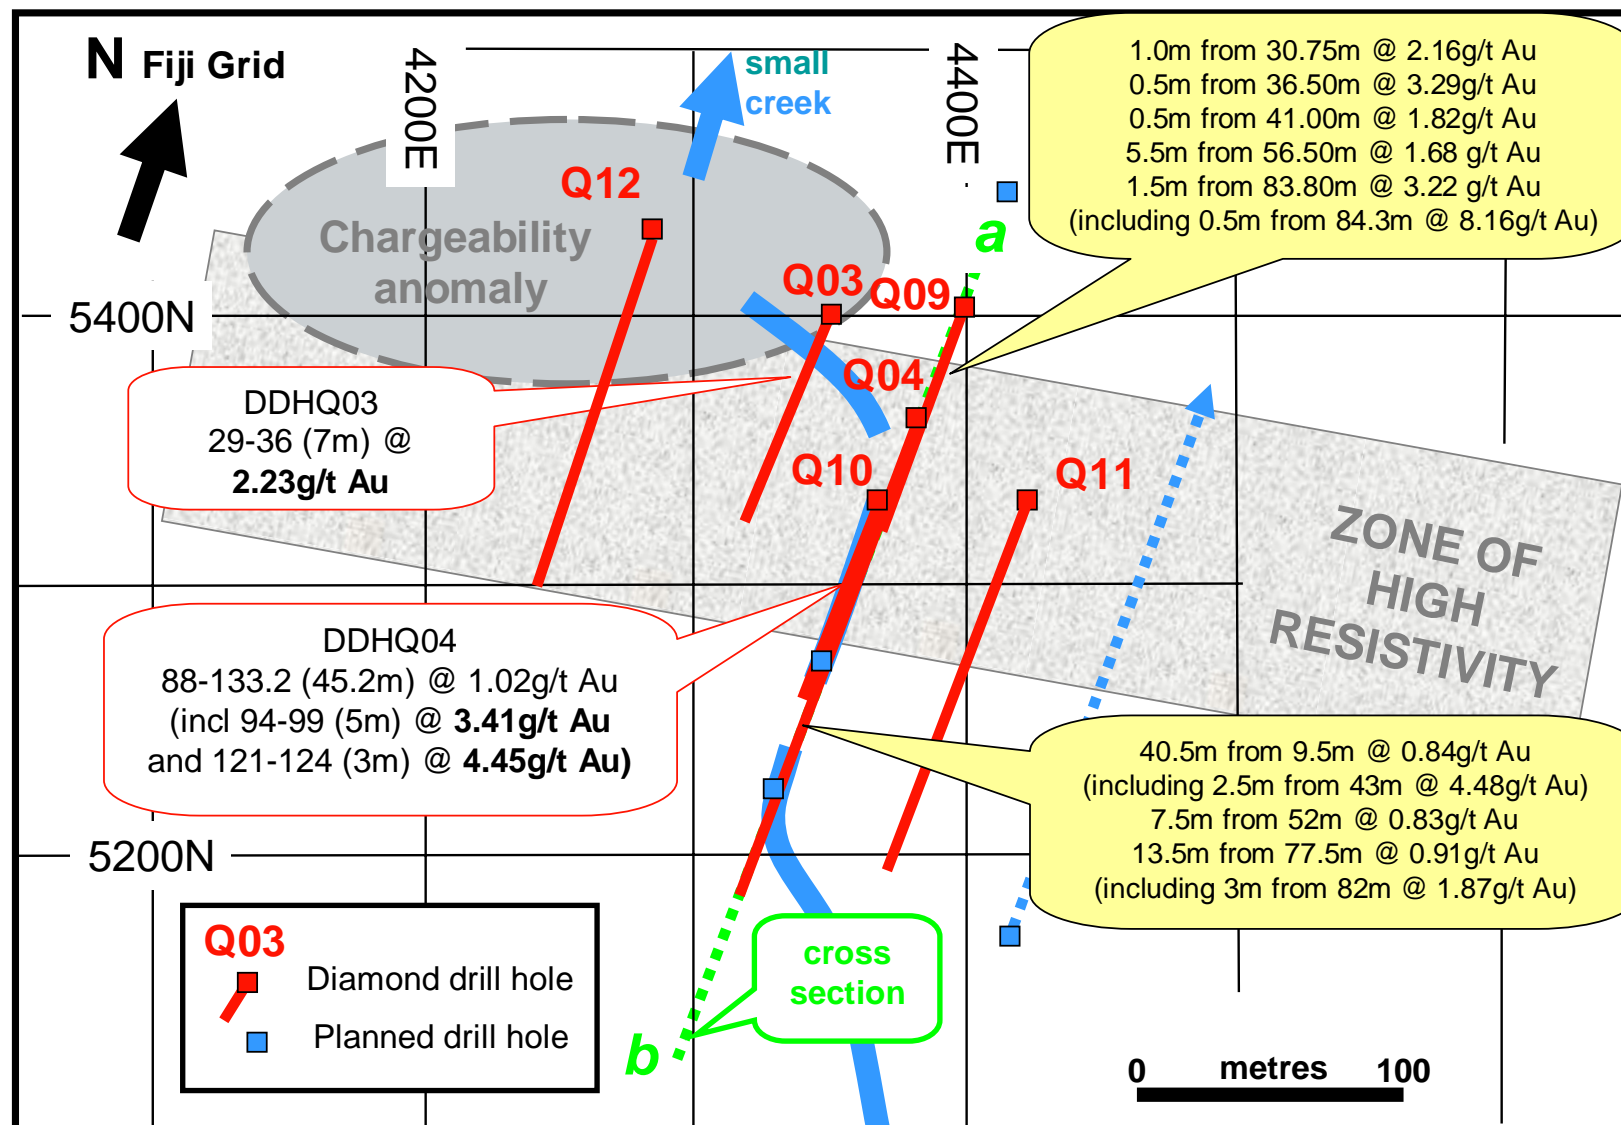 N Fiji Grid
4200E
small
creek
4400E
1.0m from 30.75m @ 2.16g/t Au
0.5m from 36.50m @ 3.29g/t Au
0.5m from 41.00m @ 1.82g/t Au
5.5m from 56.50m @ 1.68 g/t Au
1.5m from 83.80m @ 3.22 g/t Au
(including 0.5m from 84.3m @ 8.16g/t Au)
Q12
Chargeability
anomaly
a
Q03
Q09
5400N
Q04
DDHQ03
29-36 (7m) @
2.23g/t Au
Q10
Q11
ZONE OF
HIGH
RESISTIVITY
DDHQ04
88-133.2 (45.2m) @ 1.02g/t Au
(incl 94-99 (5m) @ 3.41g/t Au
and 121-124 (3m) @ 4.45g/t Au)
40.5m from 9.5m @ 0.84g/t Au
(including 2.5m from 43m @ 4.48g/t Au)
7.5m from 52m @ 0.83g/t Au
13.5m from 77.5m @ 0.91g/t Au
(including 3m from 82m @ 1.87g/t Au)
5200N
Q03
Diamond drill hole
Planned drill hole
cross
section
b
0 metres 100